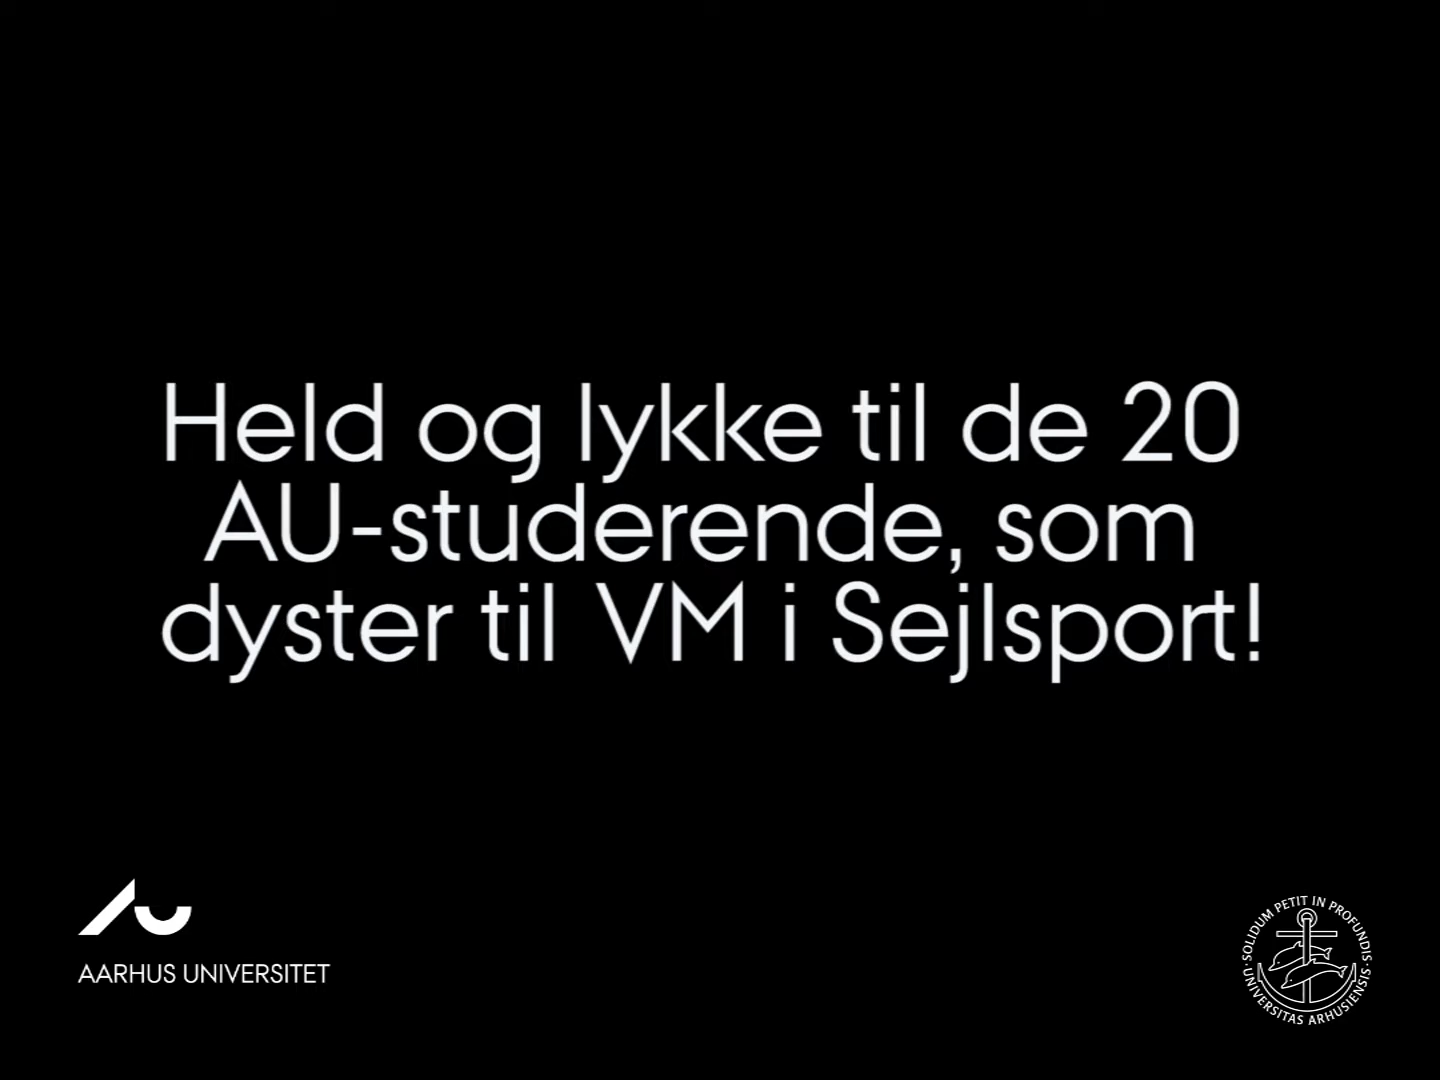 Held og lykke til de 20
AU-studerende, som
dyster til VM i Sejlsport!
AARHUS UNIVERSITET
SOLIDUM PETIT IN PROFUNDIS
UNIVERSITAS ARHUSIENSIS